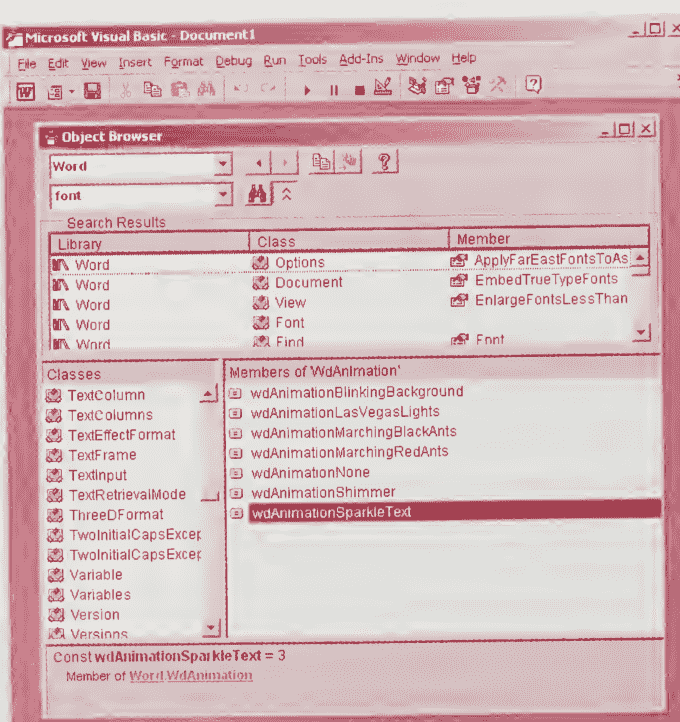 Microsoft Visual Basic - Document1
File Edit View Insert Format Debug Run Tools Add-Ins Window Help
Object Browser
Word
font
Search Results
Library Class Member
Word Options ApplyFarEastFontsToAs
Word Document EmbedTrueTypeFonts
Word View EnlargeFontsLessThan
Word Font
Word Find Font
Classes
TextColumn
TextColumns
TextEffectFormat
TextFrame
TextInput
TextRetrievalMode
ThreeDFormat
TwoInitialCapsExcep
TwoInitialCapsExcep
Variable
Variables
Version
Versions
Members of 'WdAnimation'
wdAnimationBlinkingBackground
wdAnimationLasVegasLights
wdAnimationMarchingBlackAnts
wdAnimationMarchingRedAnts
wdAnimationNone
wdAnimationShimmer
wdAnimationSparkleText
Const wdAnimationSparkleText = 3
Member of Word.WdAnimation